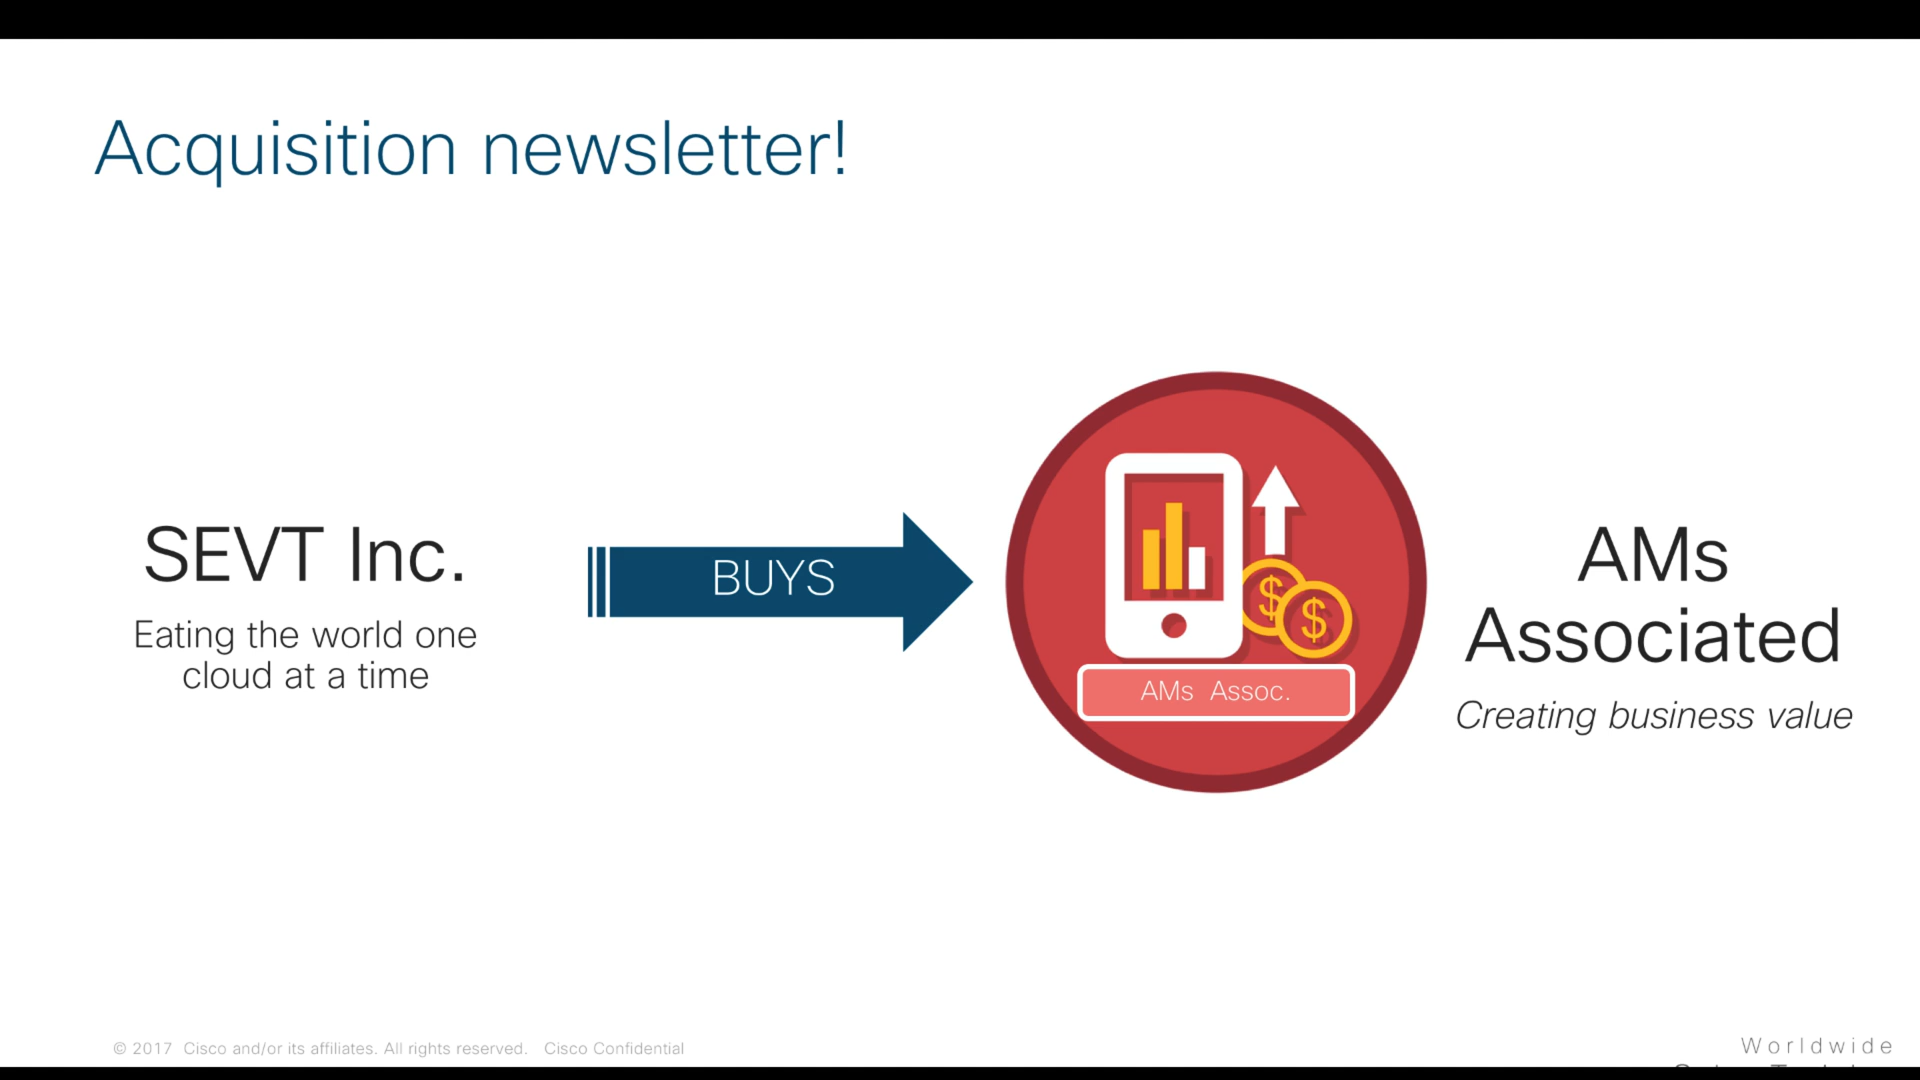 Acquisition newsletter!
SEVT Inc.
Eating the world one
cloud at a time
BUYS
$
$
AMs Assoc.
AMs
Associated
Creating business value
© 2017 Cisco and/or its affiliates. All rights reserved. Cisco Confidential
Worldwide